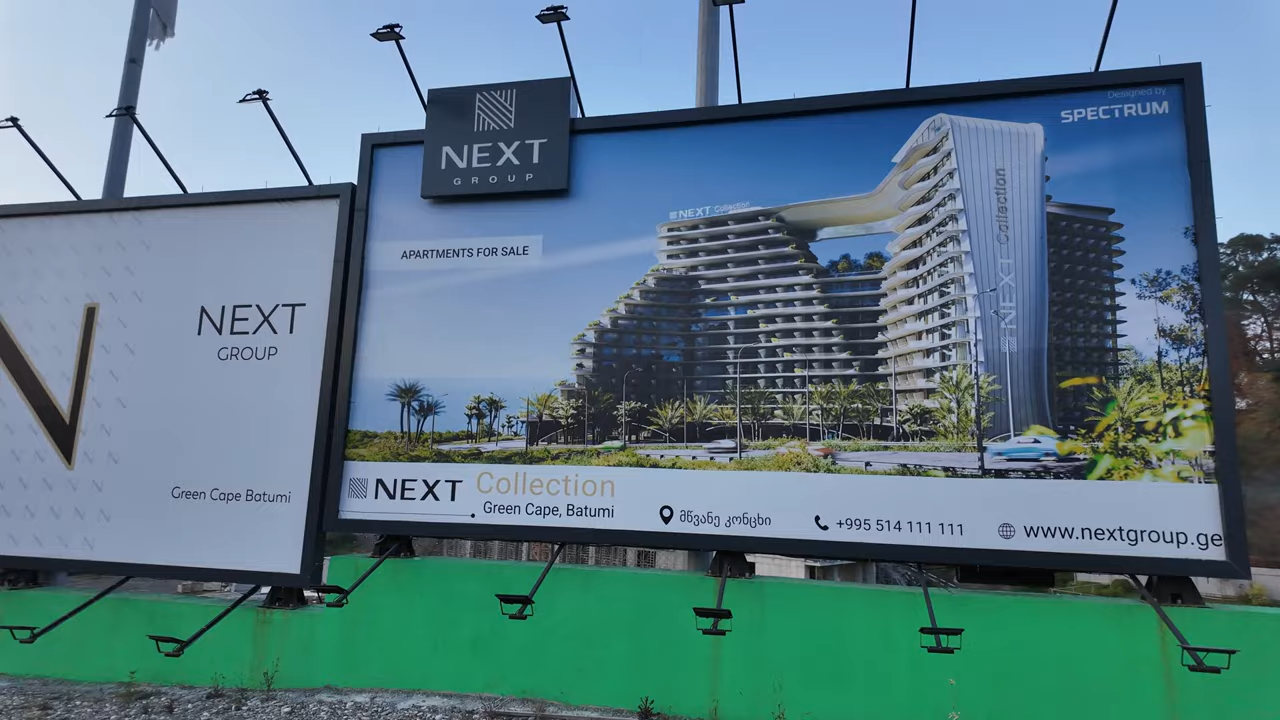 NEXT
GROUP
Green Cape Batumi
NEXT
GROUP
Designed by
SPECTRUM
APARTMENTS FOR SALE
NEXT Collection
NEXT Collection
NEXT Collection
Green Cape, Batumi
მწვანე კონცხი
+995 514 111 111
www.nextgroup.ge